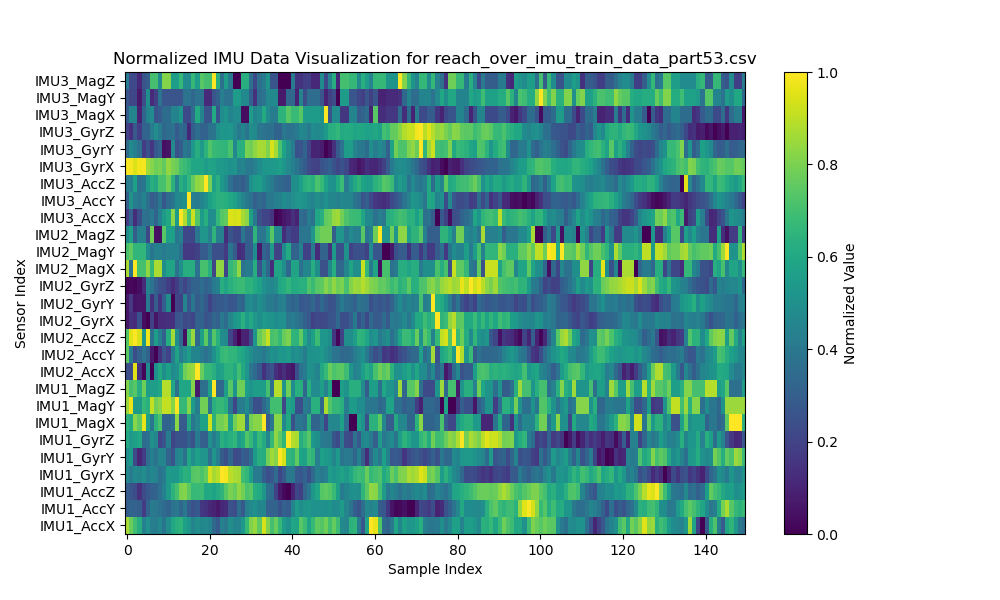 Normalized IMU Data Visualization for reach_over_imu_train_data_part53.csv
IMU3_MagZ
IMU3_MagY
IMU3_MagX
IMU3_GyrZ
IMU3_GyrY
IMU3_GyrX
IMU3_AccZ
IMU3_AccY
IMU3_AccX
IMU2_MagZ
IMU2_MagY
IMU2_MagX
IMU2_GyrZ
IMU2_GyrY
IMU2_GyrX
IMU2_AccZ
IMU2_AccY
IMU2_AccX
IMU1_MagZ
IMU1_MagY
IMU1_MagX
IMU1_GyrZ
IMU1_GyrY
IMU1_GyrX
IMU1_AccZ
IMU1_AccY
IMU1_AccX
Sensor Index
0 20 40 60 80 100 120 140
Sample Index
1.0
0.8
0.6
0.4
0.2
0.0
Normalized Value